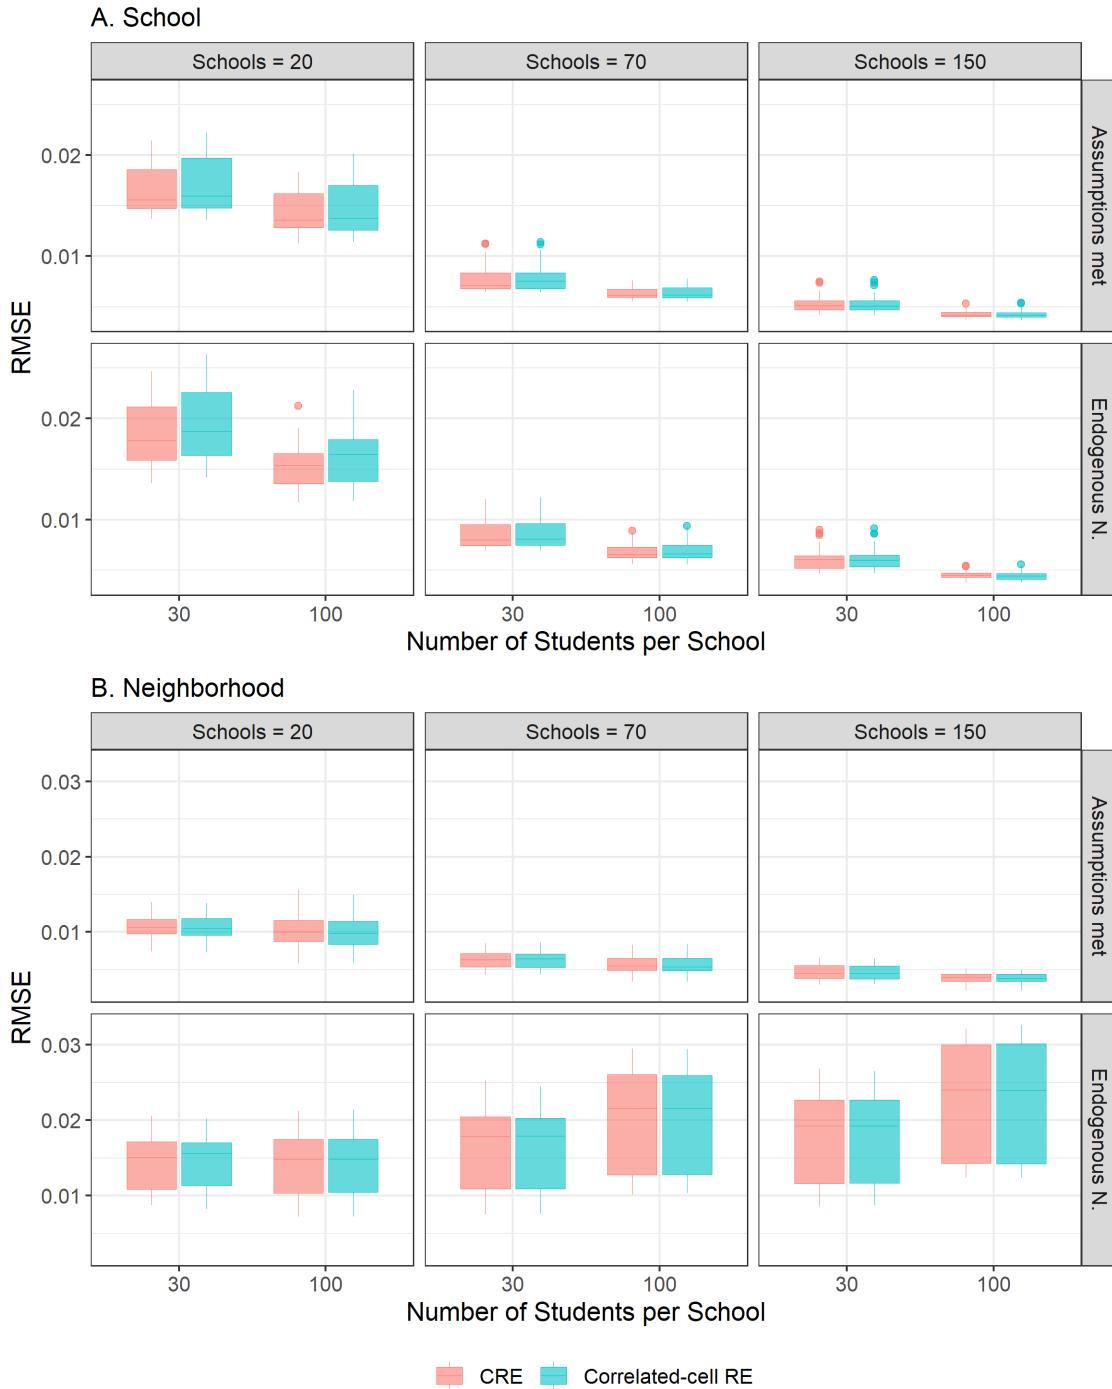 A. School
Schools = 20
Schools = 70
Schools = 150
0.02
0.01
Assumptions met
RMSE
0.02
0.01
Endogenous N.
30
100
30
100
30
100
Number of Students per School
B. Neighborhood
Schools = 20
Schools = 70
Schools = 150
0.03
0.02
0.01
Assumptions met
RMSE
0.03
0.02
0.01
Endogenous N.
30
100
30
100
30
100
Number of Students per School
CRE
Correlated-cell RE